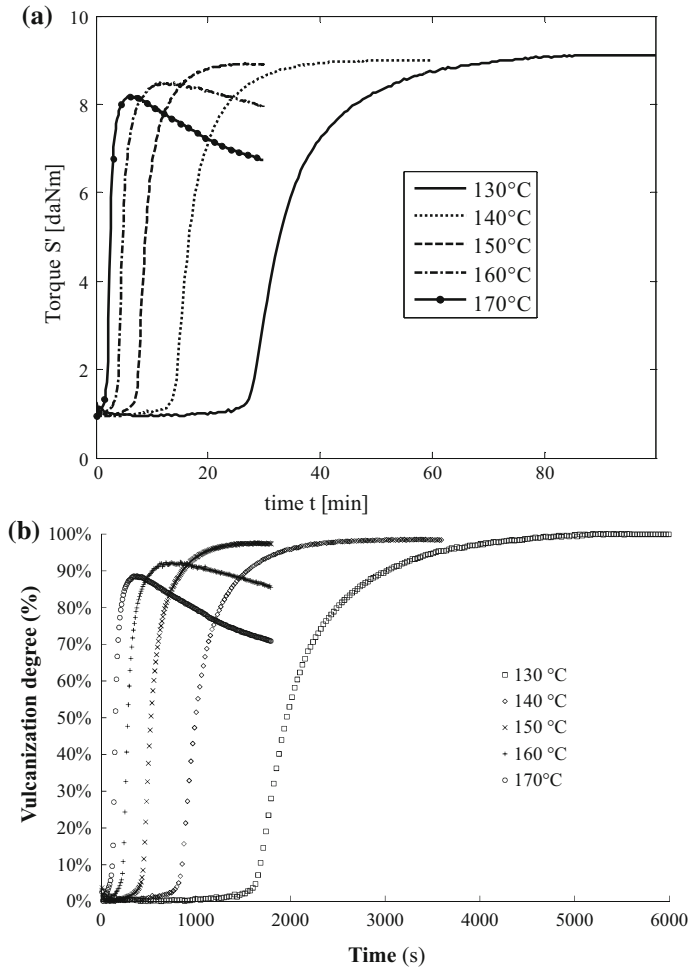 (a)
10
8
6
4
2
0
Torque S' [daNm]
0 20 40 60 80
time t [min]
130°C
140°C
150°C
160°C
170°C
(b)
100%
90%
80%
70%
60%
50%
40%
30%
20%
10%
0%
Vulcanization degree (%)
130 °C
140 °C
150 °C
160 °C
170°C
0 1000 2000 3000 4000 5000 6000
Time (s)